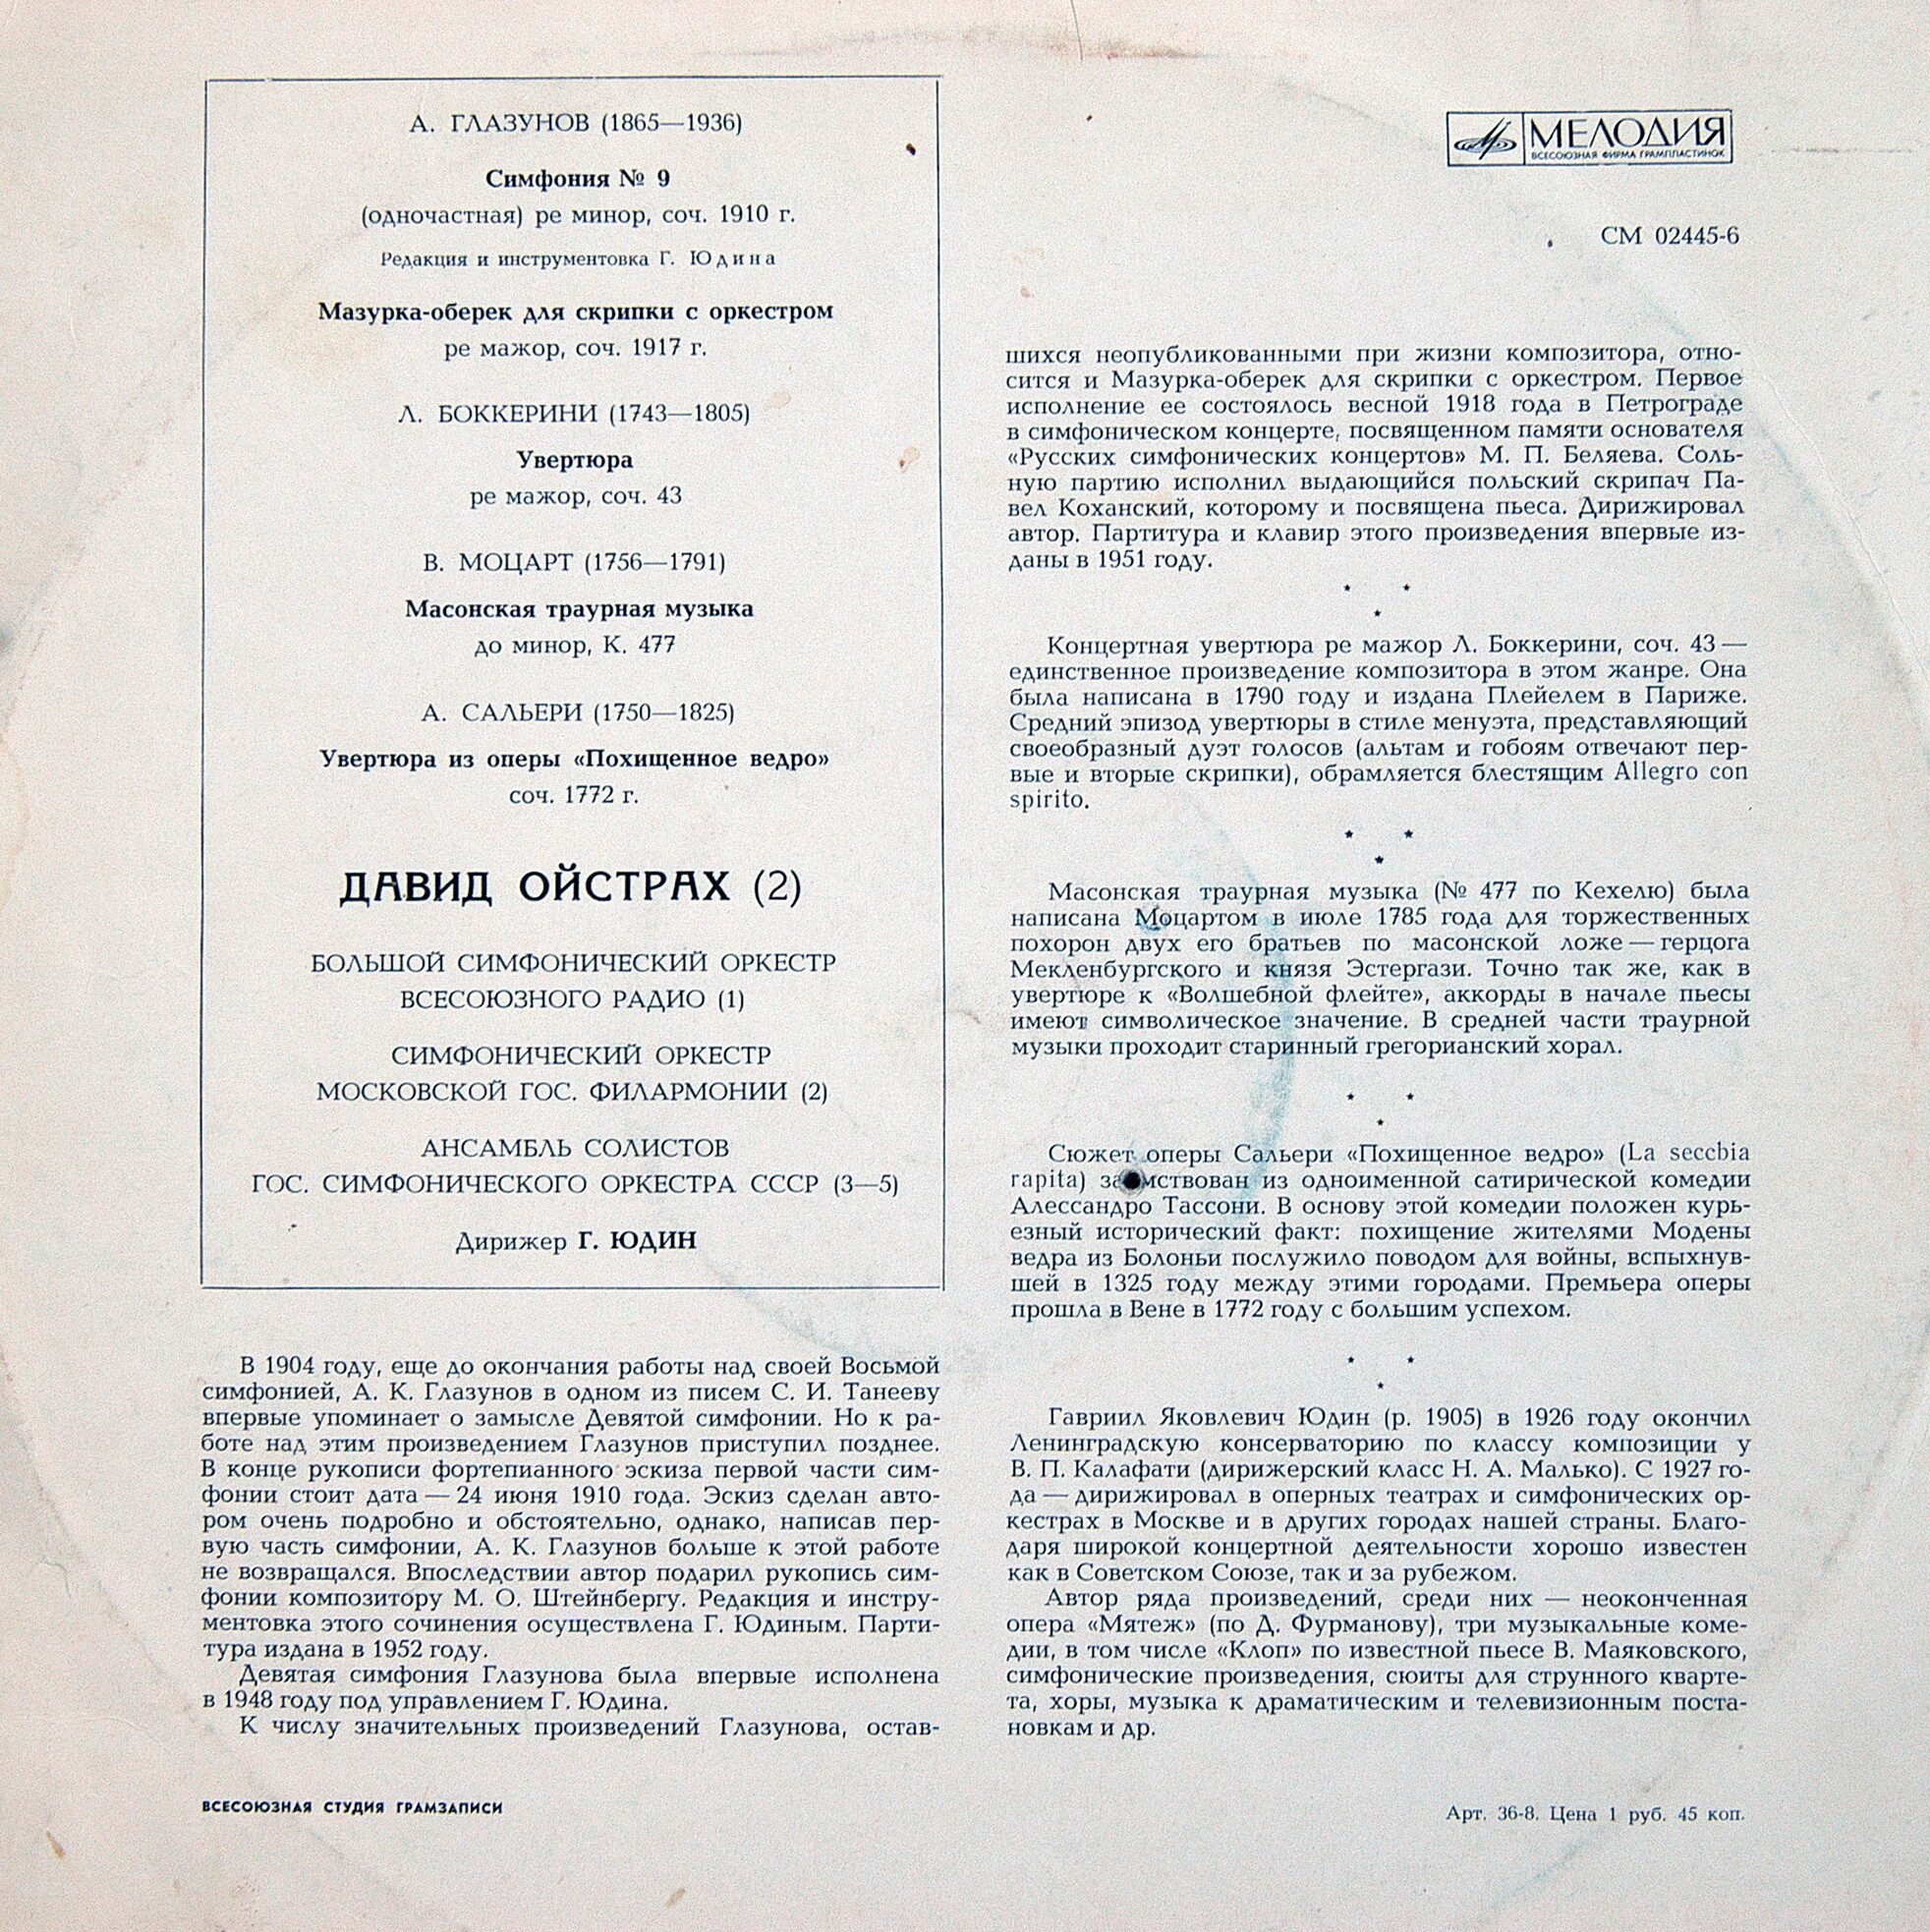 А. ГЛАЗУНОВ (1865—1936)
Симфония № 9
(одночастная) ре минор, соч. 1910 г.
Редакция и инструментовка Г. Юдина
Мазурка-оберек для скрипки с оркестром
ре мажор, соч. 1917 г.
Л. БОККЕРИНИ (1743—1805)
Увертюра
ре мажор, соч. 43
В. МОЦАРТ (1756—1791)
Масонская траурная музыка
до минор, К. 477
А. САЛЬЕРИ (1750—1825)
Увертюра из оперы «Похищенное ведро»
соч. 1772 г.
ДАВИД ОЙСТРАХ (2)
БОЛЬШОЙ СИМФОНИЧЕСКИЙ ОРКЕСТР
ВСЕСОЮЗНОГО РАДИО (1)
СИМФОНИЧЕСКИЙ ОРКЕСТР
МОСКОВСКОЙ ГОС. ФИЛАРМОНИИ (2)
АНСАМБЛЬ СОЛИСТОВ
ГОС. СИМФОНИЧЕСКОГО ОРКЕСТРА СССР (3—5)
Дирижер Г. ЮДИН
В 1904 году, еще до окончания работы над своей Восьмой
симфонией, А. К. Глазунов в одном из писем С. И. Танееву
впервые упоминает о замысле Девятой симфонии. Но к ра-
боте над этим произведением Глазунов приступил позднее.
В конце рукописи фортепианного эскиза первой части сим-
фонии стоит дата — 24 июня 1910 года. Эскиз сделан авто-
ром очень подробно и обстоятельно, однако, написав пер-
вую часть симфонии, А. К. Глазунов больше к этой работе
не возвращался. Впоследствии автор подарил рукопись сим-
фонии композитору М. О. Штейнбергу. Редакция и инстру-
ментовка этого сочинения осуществлена Г. Юдиным. Парти-
тура издана в 1952 году.
Девятая симфония Глазунова была впервые исполнена
в 1948 году под управлением Г. Юдина.
К числу значительных произведений Глазунова, остав-
ВСЕСОЮЗНАЯ СТУДИЯ ГРАМЗАПИСИ
МЕЛОДИЯ
ВСЕСОЮЗНАЯ ФИРМА ГРАМПЛАСТИНОК
СМ 02445-6
шихся неопубликованными при жизни композитора, отно-
сится и Мазурка-оберек для скрипки с оркестром. Первое
исполнение ее состоялось весной 1918 года в Петрограде
в симфоническом концерте, посвященном памяти основателя
«Русских симфонических концертов» М. П. Беляева. Соль-
ную партию исполнил выдающийся польский скрипач Па-
вел Коханский, которому и посвящена пьеса. Дирижировал
автор. Партитура и клавир этого произведения впервые из-
даны в 1951 году.
Концертная увертюра ре мажор Л. Боккерини, соч. 43 —
единственное произведение композитора в этом жанре. Она
была написана в 1790 году и издана Плейелем в Париже.
Средний эпизод увертюры в стиле менуэта, представляющий
своеобразный дуэт голосов (альтам и гобоям отвечают пер-
вые и вторые скрипки), обрамляется блестящим Allegro con
spirito.
Масонская траурная музыка (№ 477 по Кехелю) была
написана Моцартом в июле 1785 года для торжественных
похорон двух его братьев по масонской ложе — герцога
Мекленбургского и князя Эстергази. Точно так же, как в
увертюре к «Волшебной флейте», аккорды в начале пьесы
имеют символическое значение. В средней части траурной
музыки проходит старинный грегорианский хорал.
Сюжет оперы Сальери «Похищенное ведро» (La seccbia
rapita) заимствован из одноименной сатирической комедии
Алессандро Тассони. В основу этой комедии положен курь-
езный исторический факт: похищение жителями Модены
ведра из Болоньи послужило поводом для войны, вспыхнув-
шей в 1325 году между этими городами. Премьера оперы
прошла в Вене в 1772 году с большим успехом.
Гавриил Яковлевич Юдин (р. 1905) в 1926 году окончил
Ленинградскую консерваторию по классу композиции у
В. П. Калафати (дирижерский класс Н. А. Малько). С 1927 го-
да — дирижировал в оперных театрах и симфонических ор-
кестрах в Москве и в других городах нашей страны. Благо-
даря широкой концертной деятельности хорошо известен
как в Советском Союзе, так и за рубежом.
Автор ряда произведений, среди них — неоконченная
опера «Мятеж» (по Д. Фурманову), три музыкальные коме-
дии, в том числе «Клоп» по известной пьесе В. Маяковского,
симфонические произведения, сюиты для струнного кварте-
та, хоры, музыка к драматическим и телевизионным поста-
новкам и др.
Арт. 36-8. Цена 1 руб. 45 коп.